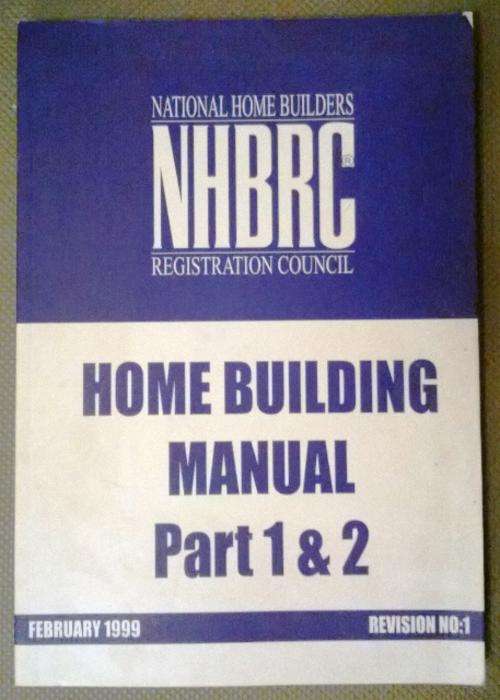 NATIONAL HOME BUILDERS
NHBRC®
REGISTRATION COUNCIL
HOME BUILDING
MANUAL
Part 1 & 2
FEBRUARY 1999
REVISION NO:1